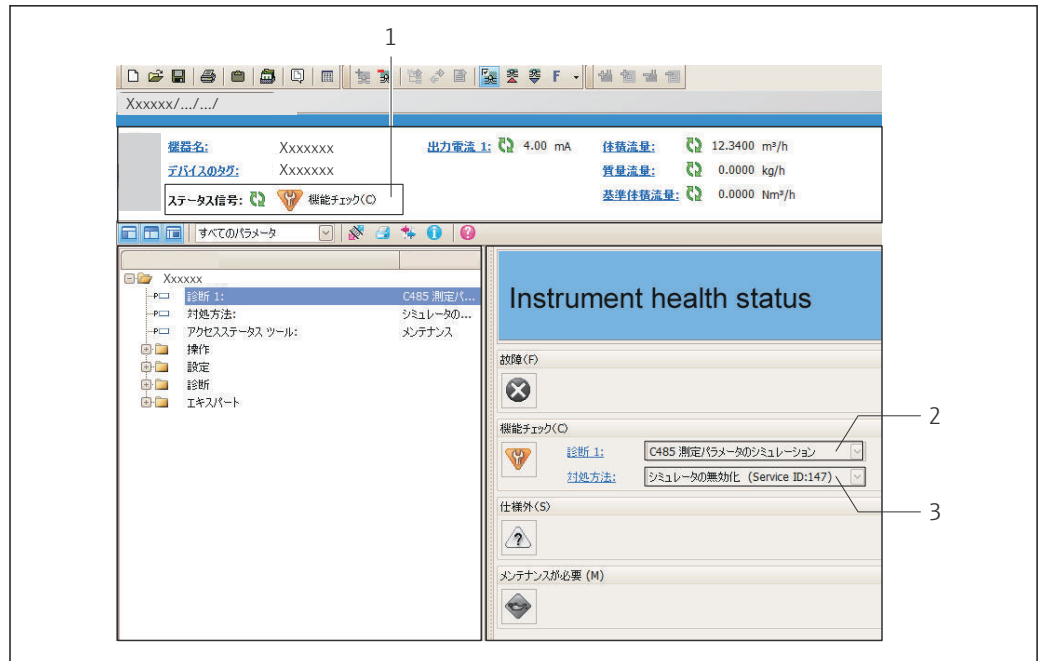 1
F
Xxxxxx/.../.../
機器名: Xxxxxxx 出力電流 1: 4.00 mA 体積流量: 12.3400 m³/h
デバイスのタグ: Xxxxxxx 質量流量: 0.0000 kg/h
ステータス信号: 機能チェック(C) 基準体積流量: 0.0000 Nm³/h
すべてのパラメータ
Xxxxxx
診断 1: C485 測定パ...
対処方法: シミュレータの...
アクセスステータス ツール: メンテナンス
操作
設定
診断
エキスパート
Instrument health status
故障(F)
機能チェック(C)
診断 1: C485 測定パラメータのシミュレーション
2
対処方法: シミュレータの無効化 (Service ID:147)
3
仕様外(S)
メンテナンスが必要 (M)